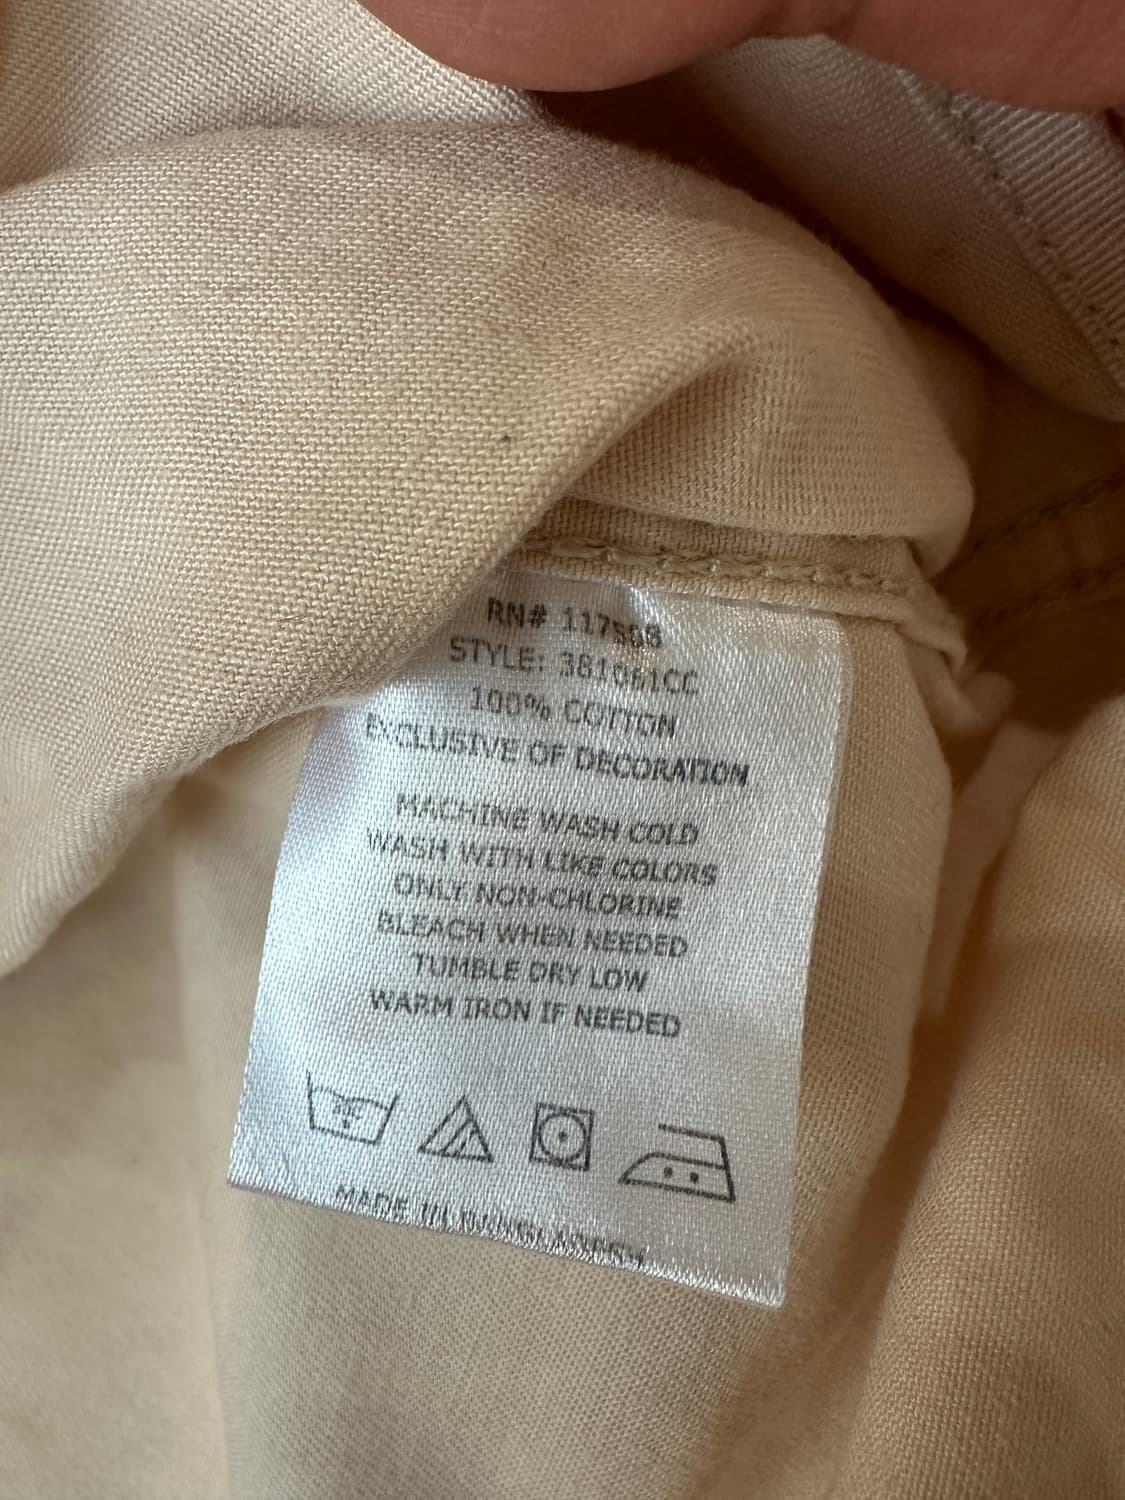 RN# 117508
STYLE: 381061CC
100% COTTON
EXCLUSIVE OF DECORATION
MACHINE WASH COLD
WASH WITH LIKE COLORS
ONLY NON-CHLORINE
BLEACH WHEN NEEDED
TUMBLE DRY LOW
WARM IRON IF NEEDED
MADE IN BANGLADESH